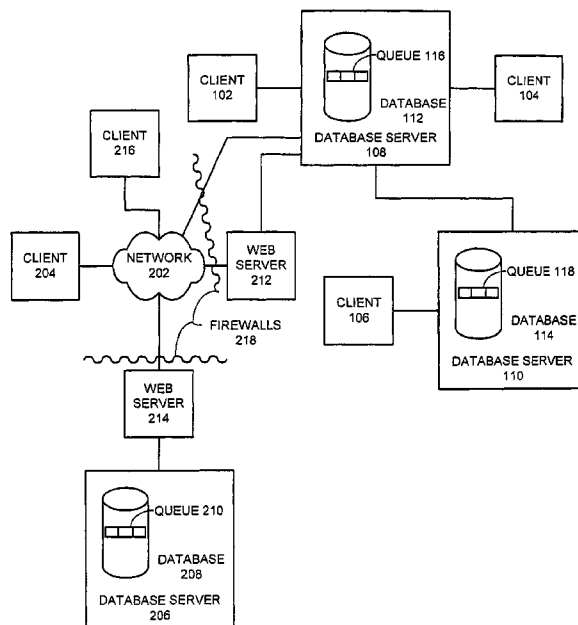 QUEUE 116
CLIENT
102
DATABASE
112
DATABASE SERVER
108
CLIENT
104
CLIENT
216
CLIENT
204
NETWORK
202
WEB
SERVER
212
FIREWALLS
218
CLIENT
106
QUEUE 118
DATABASE
114
DATABASE SERVER
110
WEB
SERVER
214
QUEUE 210
DATABASE
208
DATABASE SERVER
206